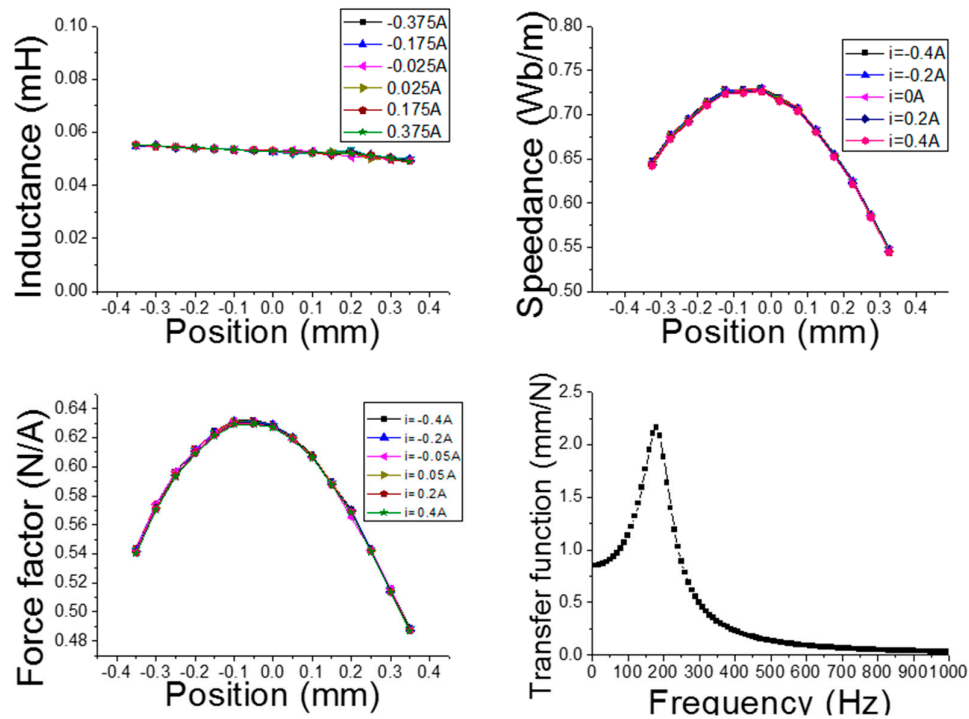 Inductance (mH)
0.10
0.08
0.06
0.04
0.02
0.00
-0.375A
-0.175A
-0.025A
0.025A
0.175A
0.375A
-0.4 -0.3 -0.2 -0.1 0.0 0.1 0.2 0.3 0.4
Position (mm)
Speedance (Wb/m)
0.80
0.75
0.70
0.65
0.60
0.55
0.50
i=-0.4A
i=-0.2A
i=0A
i=0.2A
i=0.4A
-0.4 -0.3 -0.2 -0.1 0.0 0.1 0.2 0.3 0.4
Position (mm)
Force factor (N/A)
0.64
0.62
0.60
0.58
0.56
0.54
0.52
0.50
0.48
i=-0.4A
i=-0.2A
i=-0.05A
i=0.05A
i=0.2A
i=0.4A
-0.4 -0.3 -0.2 -0.1 0.0 0.1 0.2 0.3 0.4
Position (mm)
Transfer function (mm/N)
2.5
2.0
1.5
1.0
0.5
0.0
0 100 200 300 400 500 600 700 800 900 1000
Frequency (Hz)